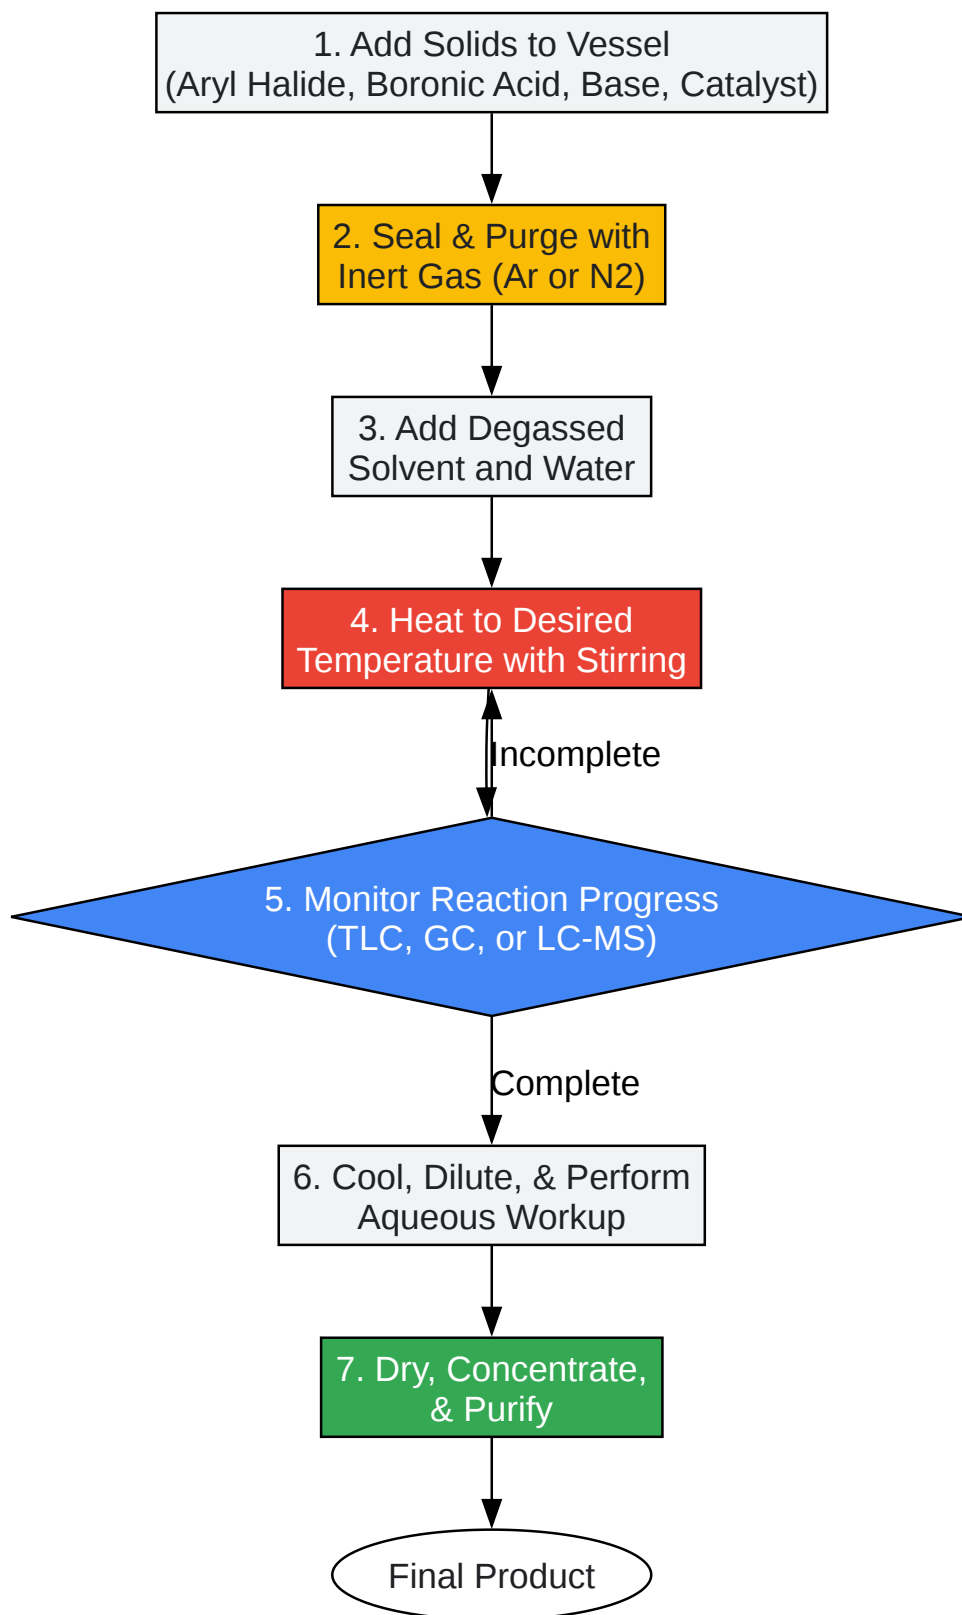 1. Add Solids to Vessel
(Aryl Halide, Boronic Acid, Base, Catalyst)
2. Seal & Purge with
Inert Gas (Ar or N2)
3. Add Degassed
Solvent and Water
4. Heat to Desired
Temperature with Stirring
Incomplete
5. Monitor Reaction Progress
(TLC, GC, or LC-MS)
Complete
6. Cool, Dilute, & Perform
Aqueous Workup
7. Dry, Concentrate,
& Purify
Final Product